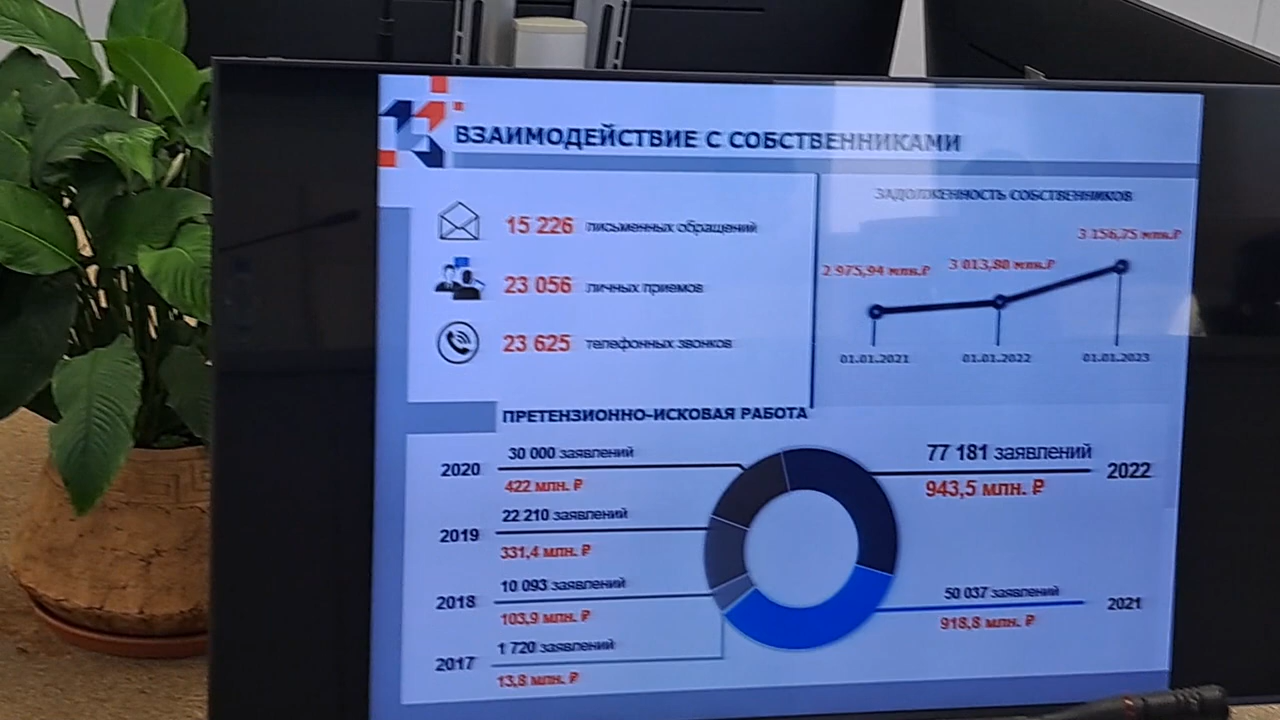 ВЗАИМОДЕЙСТВИЕ С СОБСТВЕННИКАМИ
15 226 письменных обращений
23 056 личных приемов
23 625 телефонных звонков
ЗАДОЛЖЕННОСТЬ СОБСТВЕННИКОВ
2 975,94 млн.₽
3 013,80 млн.₽
3 156,75 млн.₽
01.01.2021
01.01.2022
01.01.2023
ПРЕТЕНЗИОННО-ИСКОВАЯ РАБОТА
2020
30 000 заявлений
422 млн. ₽
2019
22 210 заявлений
331,4 млн. ₽
2018
10 093 заявлений
103,9 млн. ₽
2017
1 720 заявлений
13,8 млн. ₽
77 181 заявлений
943,5 млн. ₽
2022
50 037 заявлений
918,8 млн. ₽
2021